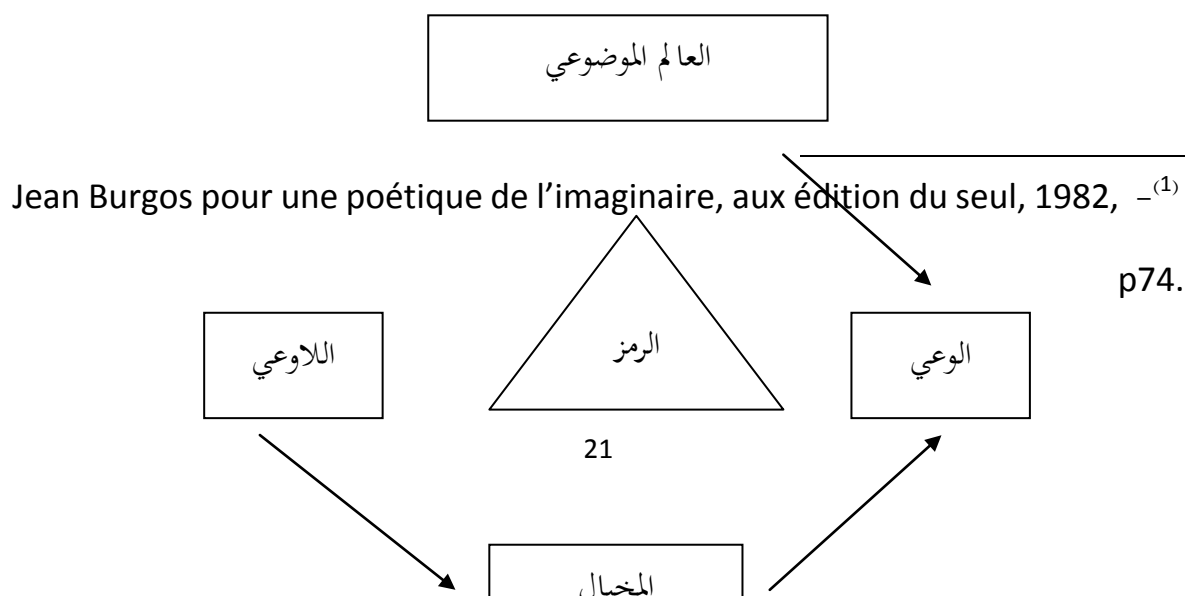 العالم الموضوعي
Jean Burgos pour une poétique de l’imaginaire, aux édition du seul, 1982, –(1)
p74.
الوعي
الرمز
اللاوعي
21
المخيال